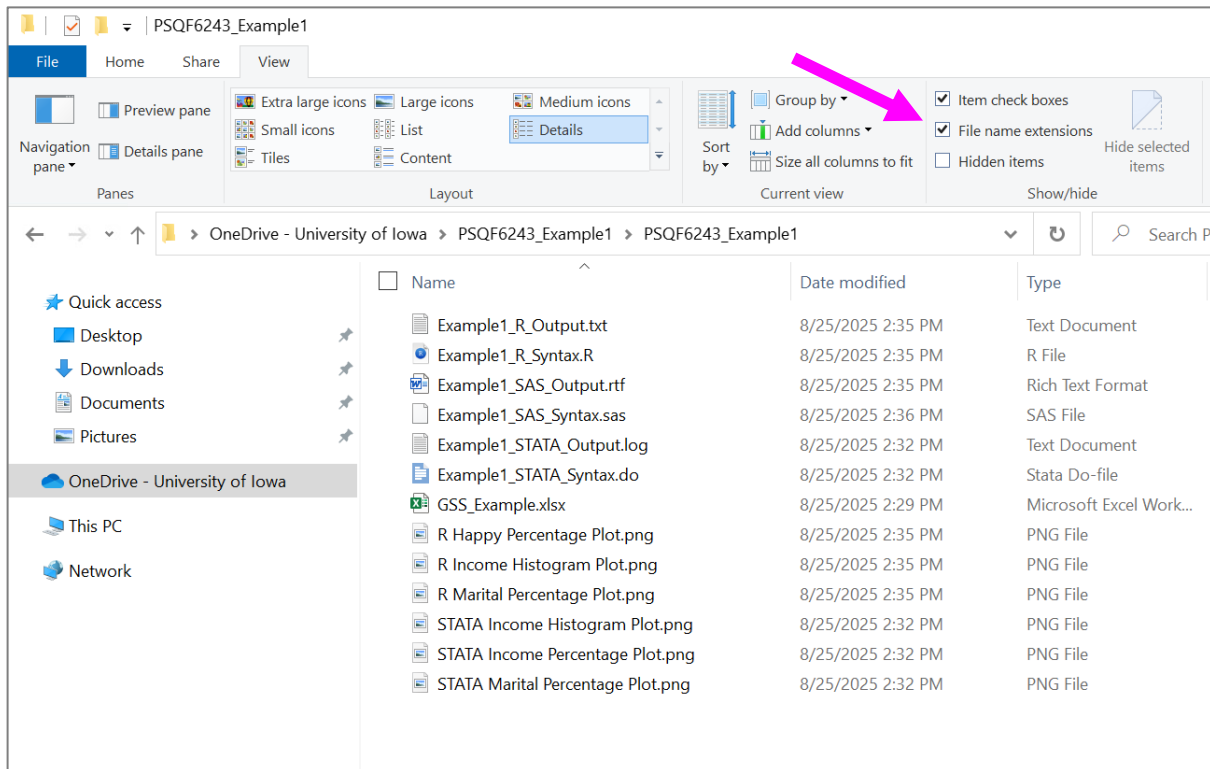 PSQF6243_Example1
File Home Share View
Navigation pane
Preview pane
Details pane
Panes
Extra large icons Large icons Medium icons
Small icons List Details
Tiles Content
Layout
Sort by
Group by
Add columns
Size all columns to fit
Current view
Item check boxes
File name extensions
Hidden items
Hide selected items
Show/hide
OneDrive - University of Iowa PSQF6243_Example1 PSQF6243_Example1 Search P
Quick access
Desktop
Downloads
Documents
Pictures
OneDrive - University of Iowa
This PC
Network
Name Date modified Type
Example1_R_Output.txt 8/25/2025 2:35 PM Text Document
Example1_R_Syntax.R 8/25/2025 2:35 PM R File
Example1_SAS_Output.rtf 8/25/2025 2:35 PM Rich Text Format
Example1_SAS_Syntax.sas 8/25/2025 2:36 PM SAS File
Example1_STATA_Output.log 8/25/2025 2:32 PM Text Document
Example1_STATA_Syntax.do 8/25/2025 2:32 PM Stata Do-file
GSS_Example.xlsx 8/25/2025 2:29 PM Microsoft Excel Work...
R Happy Percentage Plot.png 8/25/2025 2:35 PM PNG File
R Income Histogram Plot.png 8/25/2025 2:35 PM PNG File
R Marital Percentage Plot.png 8/25/2025 2:35 PM PNG File
STATA Income Histogram Plot.png 8/25/2025 2:32 PM PNG File
STATA Income Percentage Plot.png 8/25/2025 2:32 PM PNG File
STATA Marital Percentage Plot.png 8/25/2025 2:32 PM PNG File